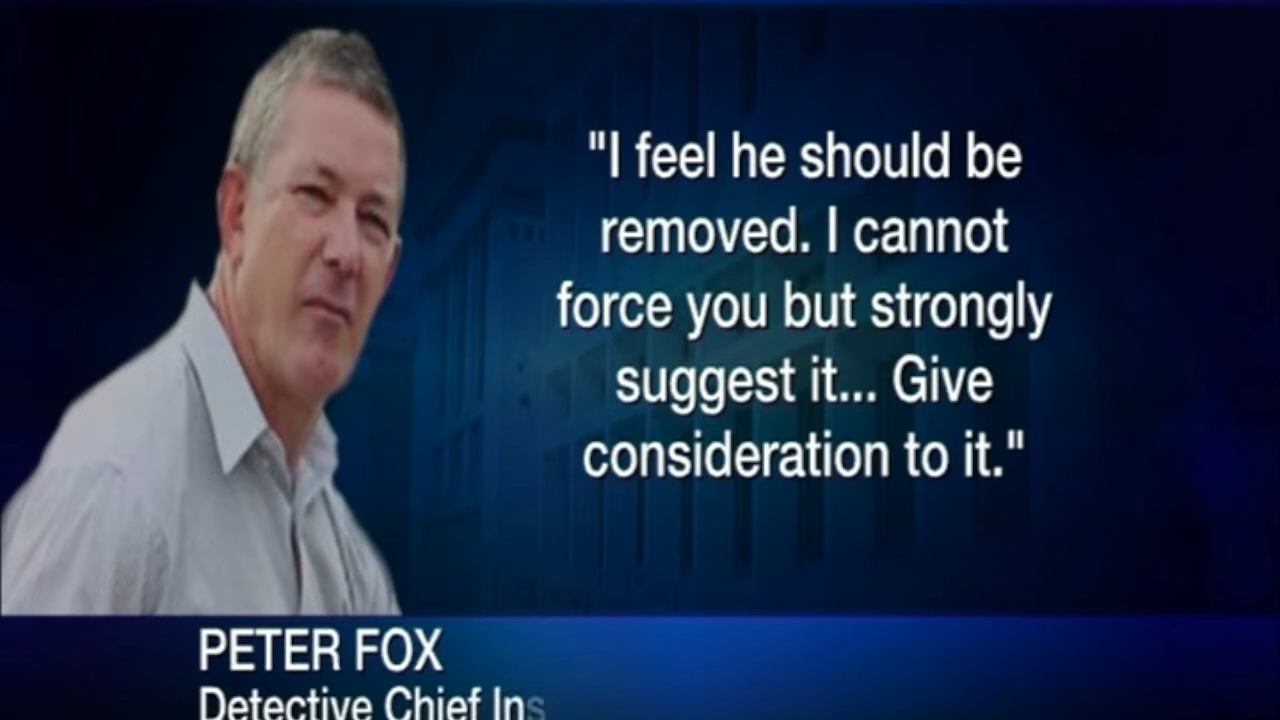 "I feel he should be
removed. I cannot
force you but strongly
suggest it... Give
consideration to it."
PETER FOX
Detective Chief Ins